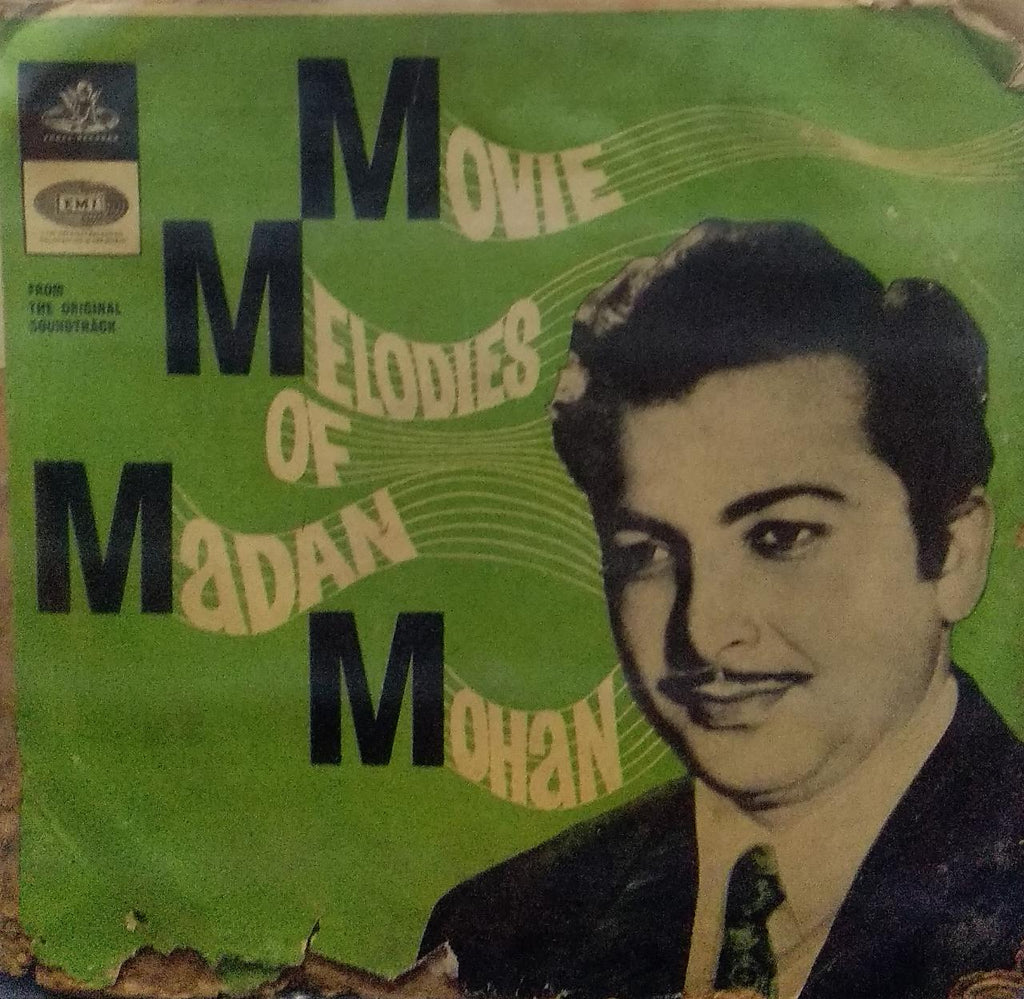 MOVIE
MELODIES
OF
MADAN
MOHAN
EMI
FROM
THE ORIGINAL
SOUNDTRACK